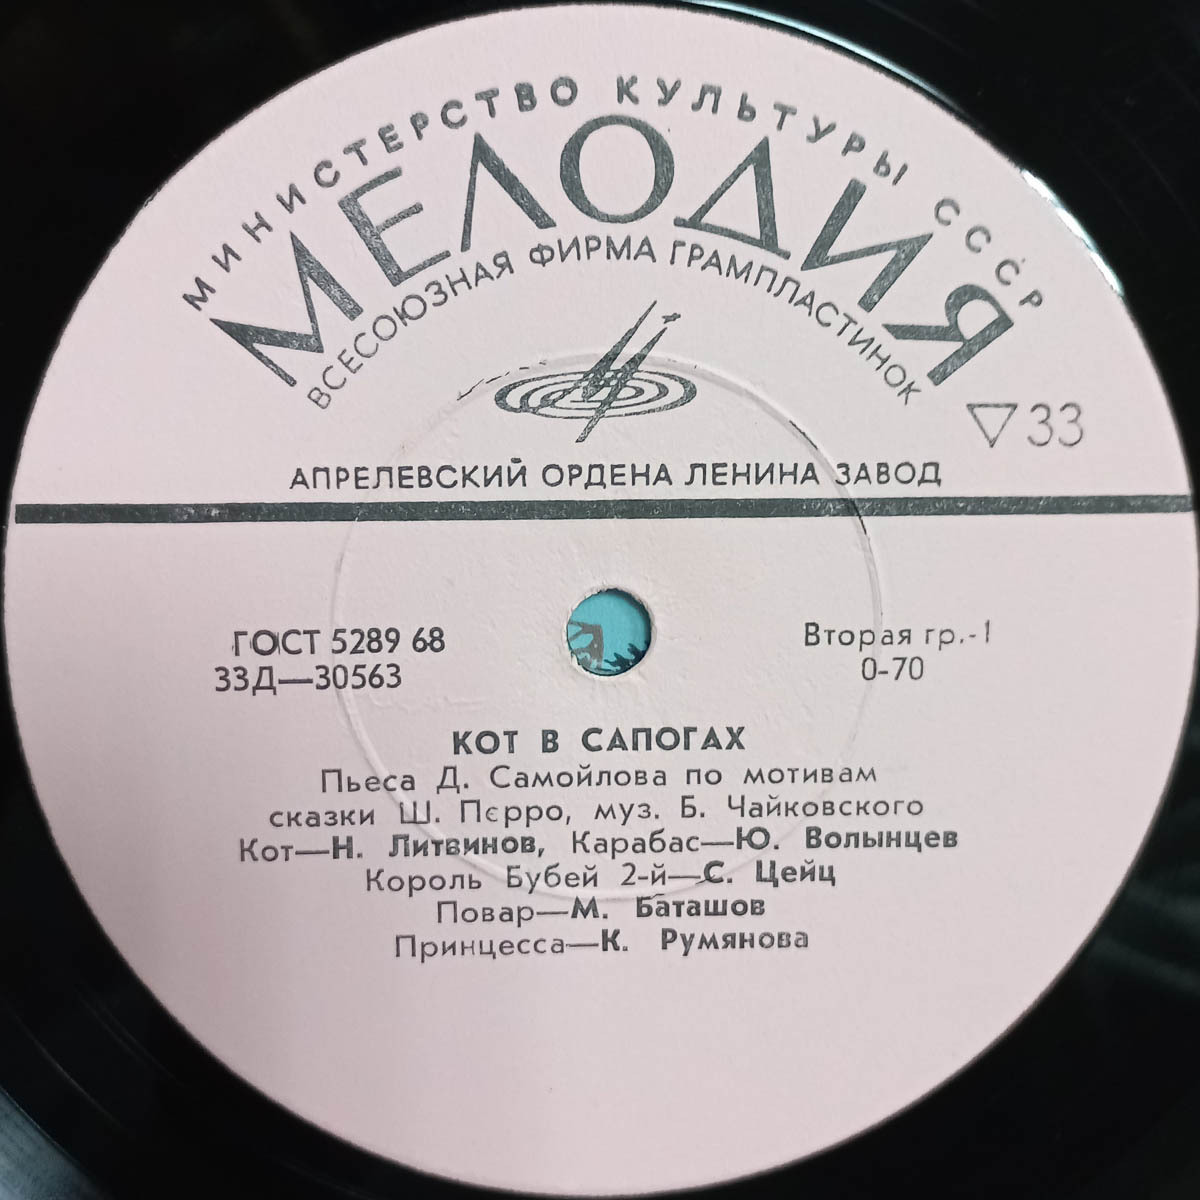 МИНИСТЕРСТВО КУЛЬТУРЫ СССР
МЕЛОДИЯ
ВСЕСОЮЗНАЯ ФИРМА ГРАМПЛАСТИНОК
▽33
АПРЕЛЕВСКИЙ ОРДЕНА ЛЕНИНА ЗАВОД
ГОСТ 5289 68
33Д—30563
Вторая гр.-1
0-70
КОТ В САПОГАХ
Пьеса Д. Самойлова по мотивам
сказки Ш. Перро, муз. Б. Чайковского
Кот—Н. Литвинов, Карабас—Ю. Волынцев
Король Бубей 2-й—С. Цейц
Повар—М. Баташов
Принцесса—К. Румянова